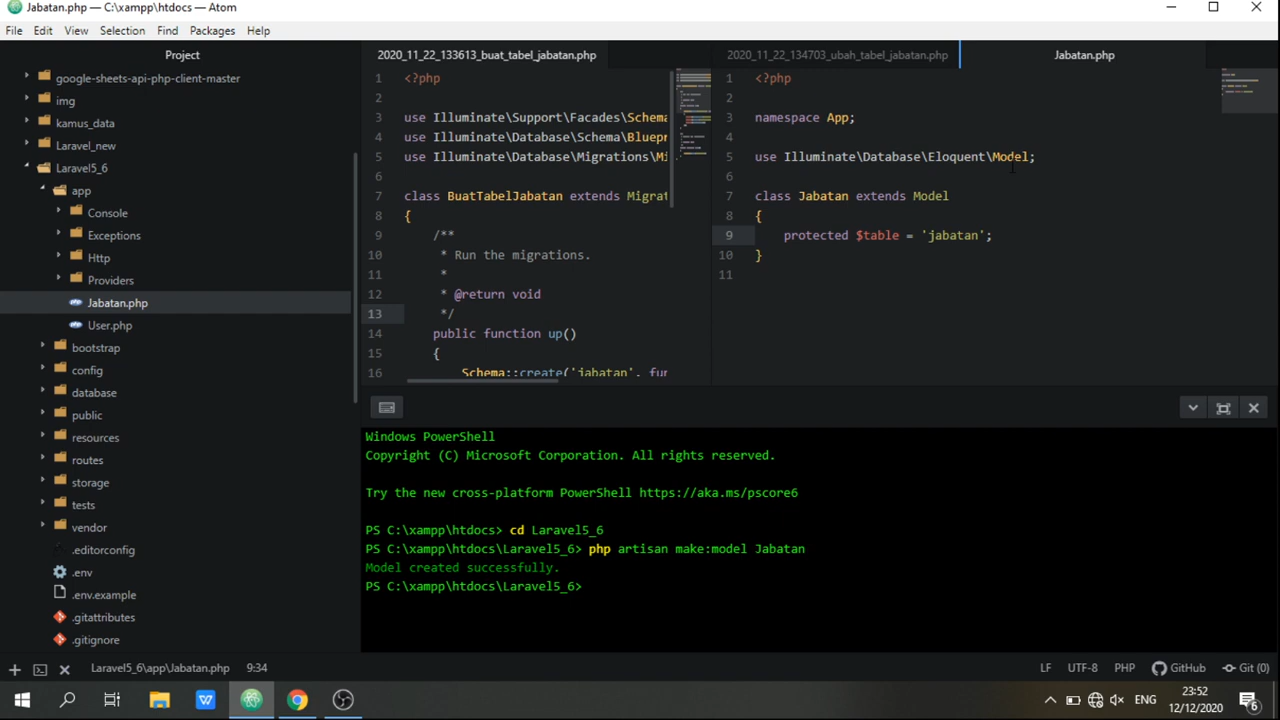 Jabatan.php — C:\xampp\htdocs — Atom
File Edit View Selection Find Packages Help
Project
google-sheets-api-php-client-master
img
kamus_data
Laravel_new
Laravel5_6
app
Console
Exceptions
Http
Providers
Jabatan.php
User.php
bootstrap
config
database
public
resources
routes
storage
tests
vendor
.editorconfig
.env
.env.example
.gitattributes
.gitignore
2020_11_22_133613_buat_tabel_jabatan.php
1 <?php
2
3 use Illuminate\Support\Facades\Schema
4
4 use Illuminate\Database\Schema\Bluepr
5 use Illuminate\Database\Migrations\Mi
6
7 class BuatTabelJabatan extends Migrat
8 {
9 /**
10 * Run the migrations.
11 *
12 * @return void
13 */
14 public function up()
15 {
16 Schema::create('jabatan', fun
2020_11_22_134703_ubah_tabel_jabatan.php
Jabatan.php
1 <?php
2
3 namespace App;
4
5 use Illuminate\Database\Eloquent\Model;
6
7 class Jabatan extends Model
8 {
9 protected $table = 'jabatan';
10 }
11
Windows PowerShell
Copyright (C) Microsoft Corporation. All rights reserved.
Try the new cross-platform PowerShell https://aka.ms/pscore6
PS C:\xampp\htdocs> cd Laravel5_6
PS C:\xampp\htdocs\Laravel5_6> php artisan make:model Jabatan
Model created successfully.
PS C:\xampp\htdocs\Laravel5_6>
Laravel5_6\app\Jabatan.php 9:34
LF UTF-8 PHP GitHub Git (0)
ENG
23:52
12/12/2020
6